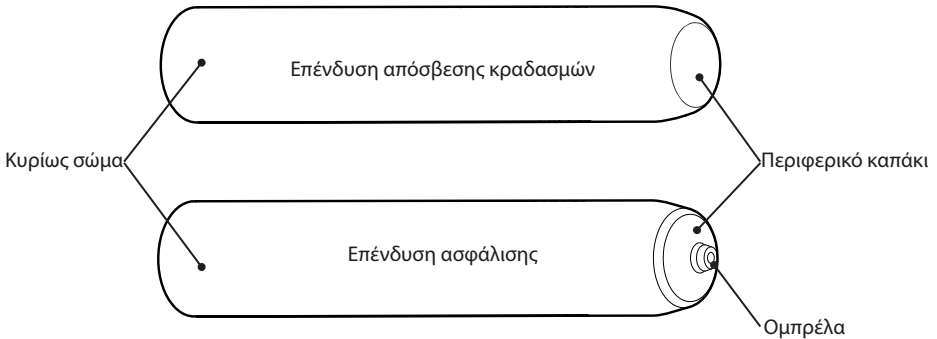 Επένδυση απόσβεσης κραδασμών
Κυρίως σώμα
Περιφερικό καπάκι
Επένδυση ασφάλισης
Ομπρέλα